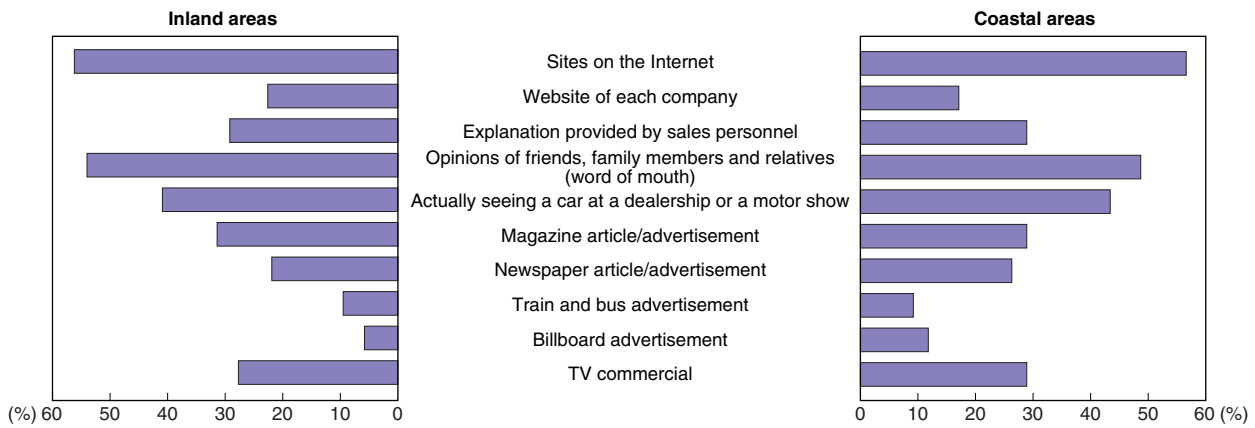 Inland areas
Coastal areas
Sites on the Internet
Website of each company
Explanation provided by sales personnel
Opinions of friends, family members and relatives
(word of mouth)
Actually seeing a car at a dealership or a motor show
Magazine article/advertisement
Newspaper article/advertisement
Train and bus advertisement
Billboard advertisement
TV commercial
(%) 60 50 40 30 20 10 0
0 10 20 30 40 50 60 (%)